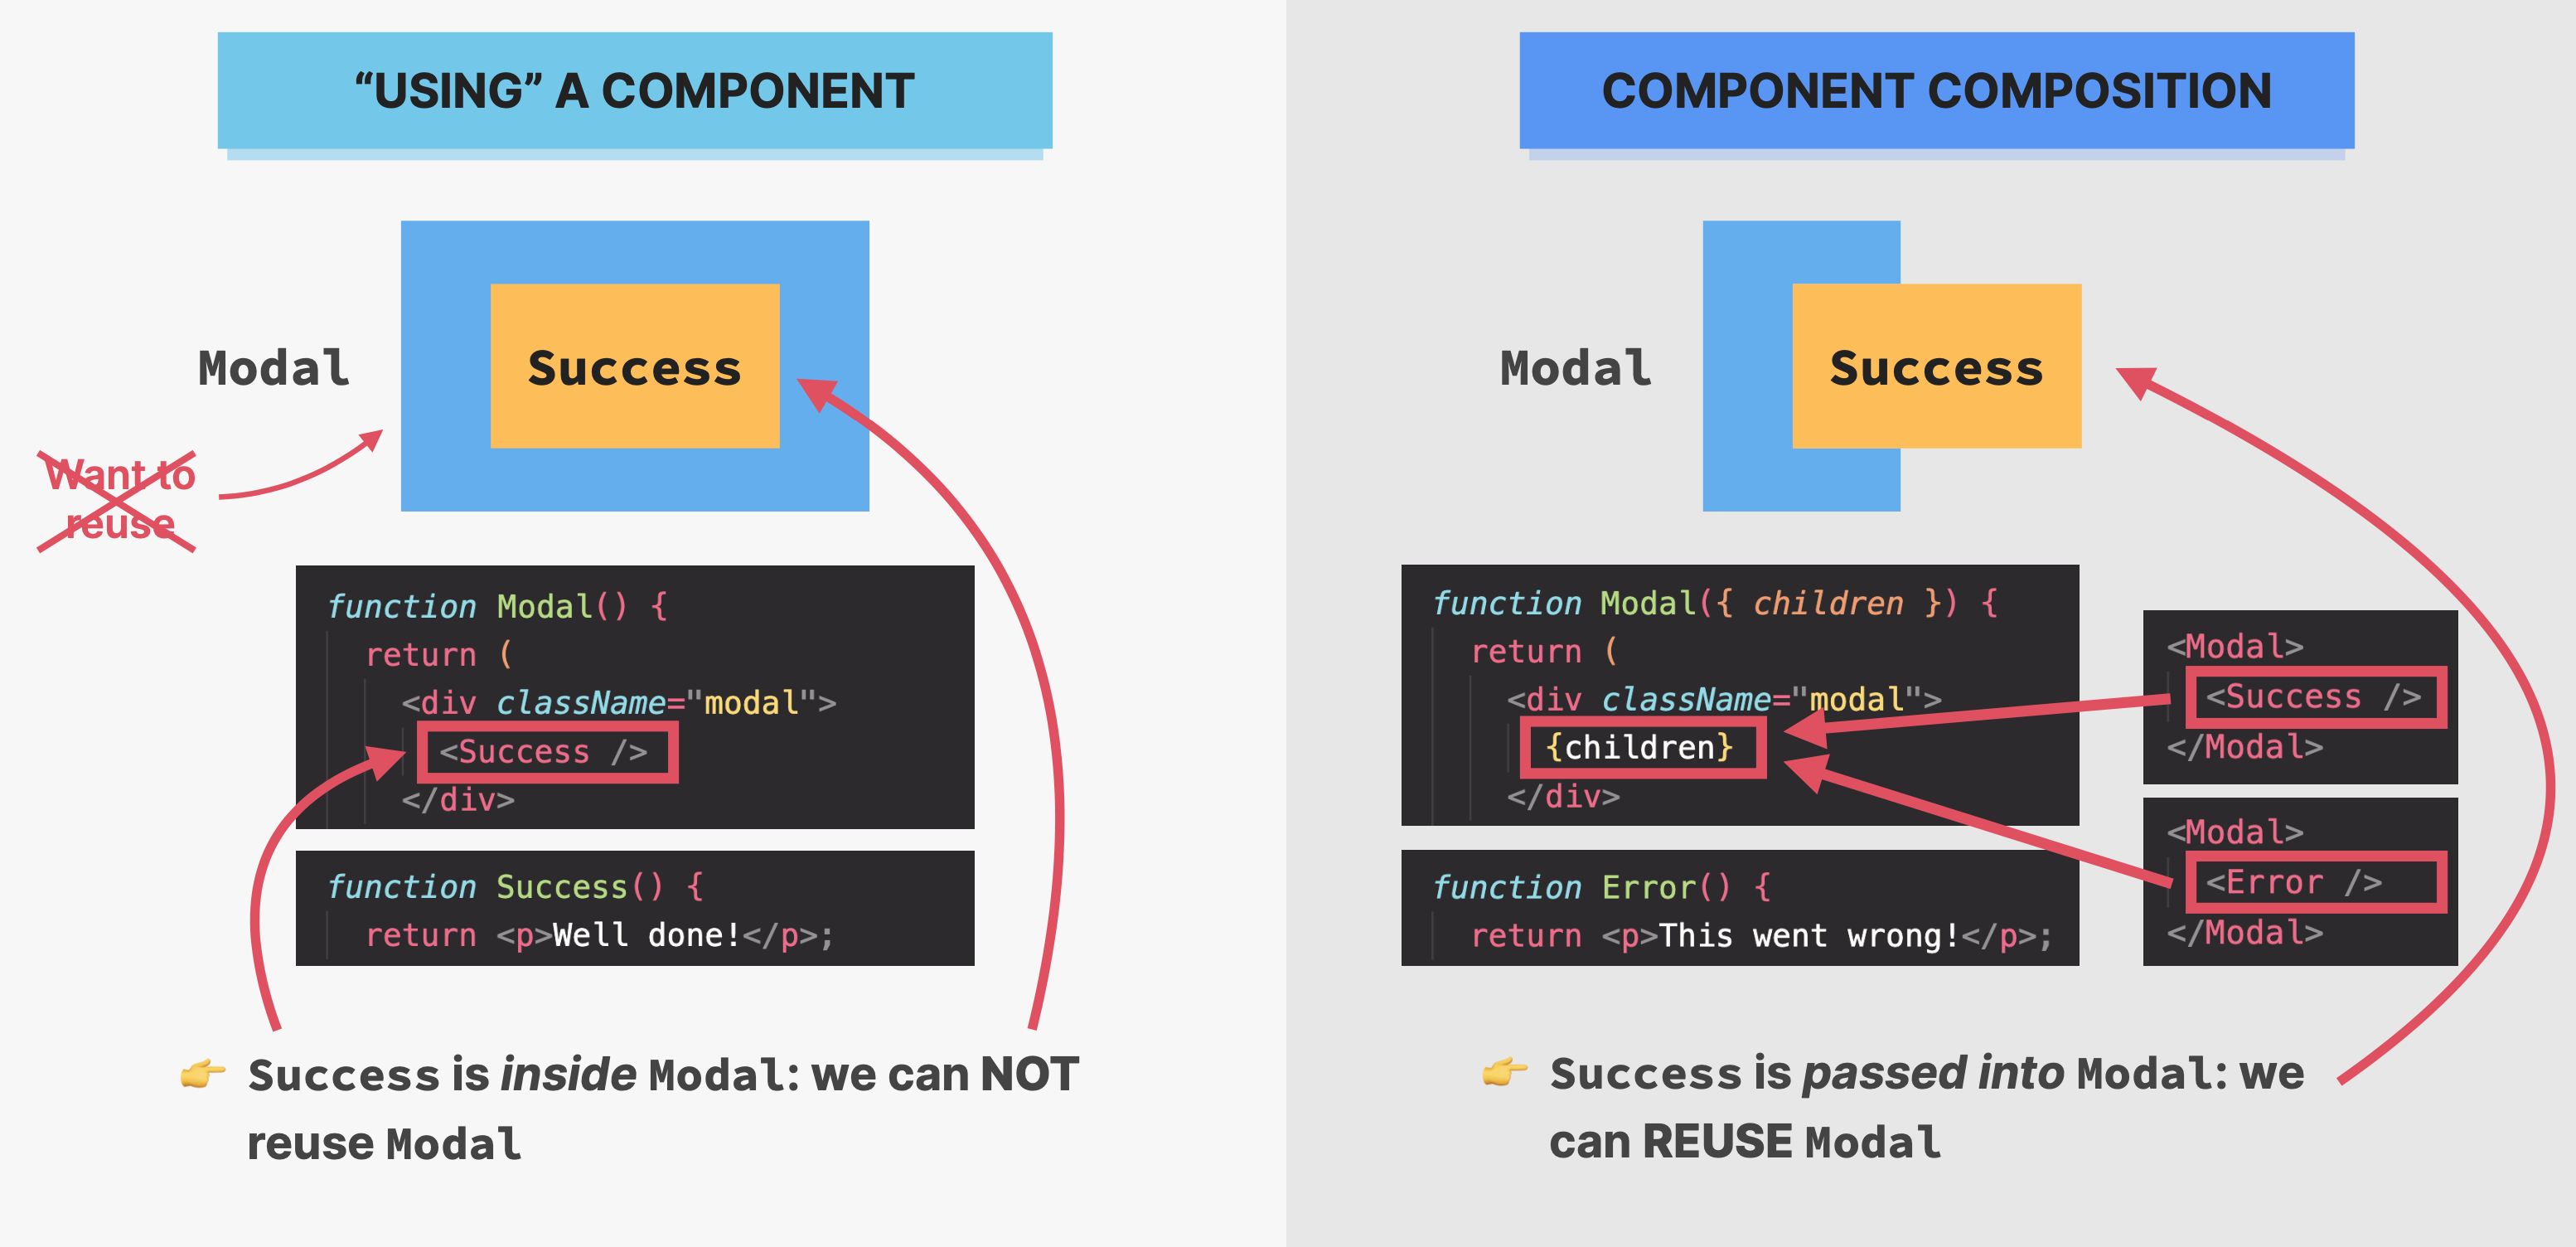 “USING” A COMPONENT
Modal
Success
Want to
reuse
function Modal() {
return (
<div className="modal">
<Success />
</div>
function Success() {
return <p>Well done!</p>;
👉 Success is inside Modal: we can NOT
reuse Modal
COMPONENT COMPOSITION
Modal
Success
function Modal({ children }) {
return (
<div className="modal">
{children}
</div>
function Error() {
return <p>This went wrong!</p>;
<Modal>
<Success />
</Modal>
<Modal>
<Error />
</Modal>
👉 Success is passed into Modal: we
can REUSE Modal